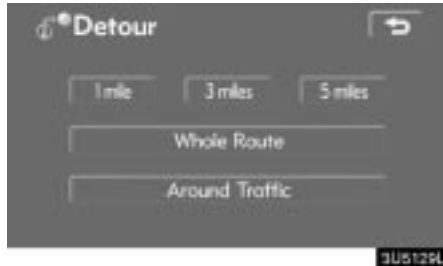 Detour
1 mile 3 miles 5 miles
Whole Route
Around Traffic
3U5129L